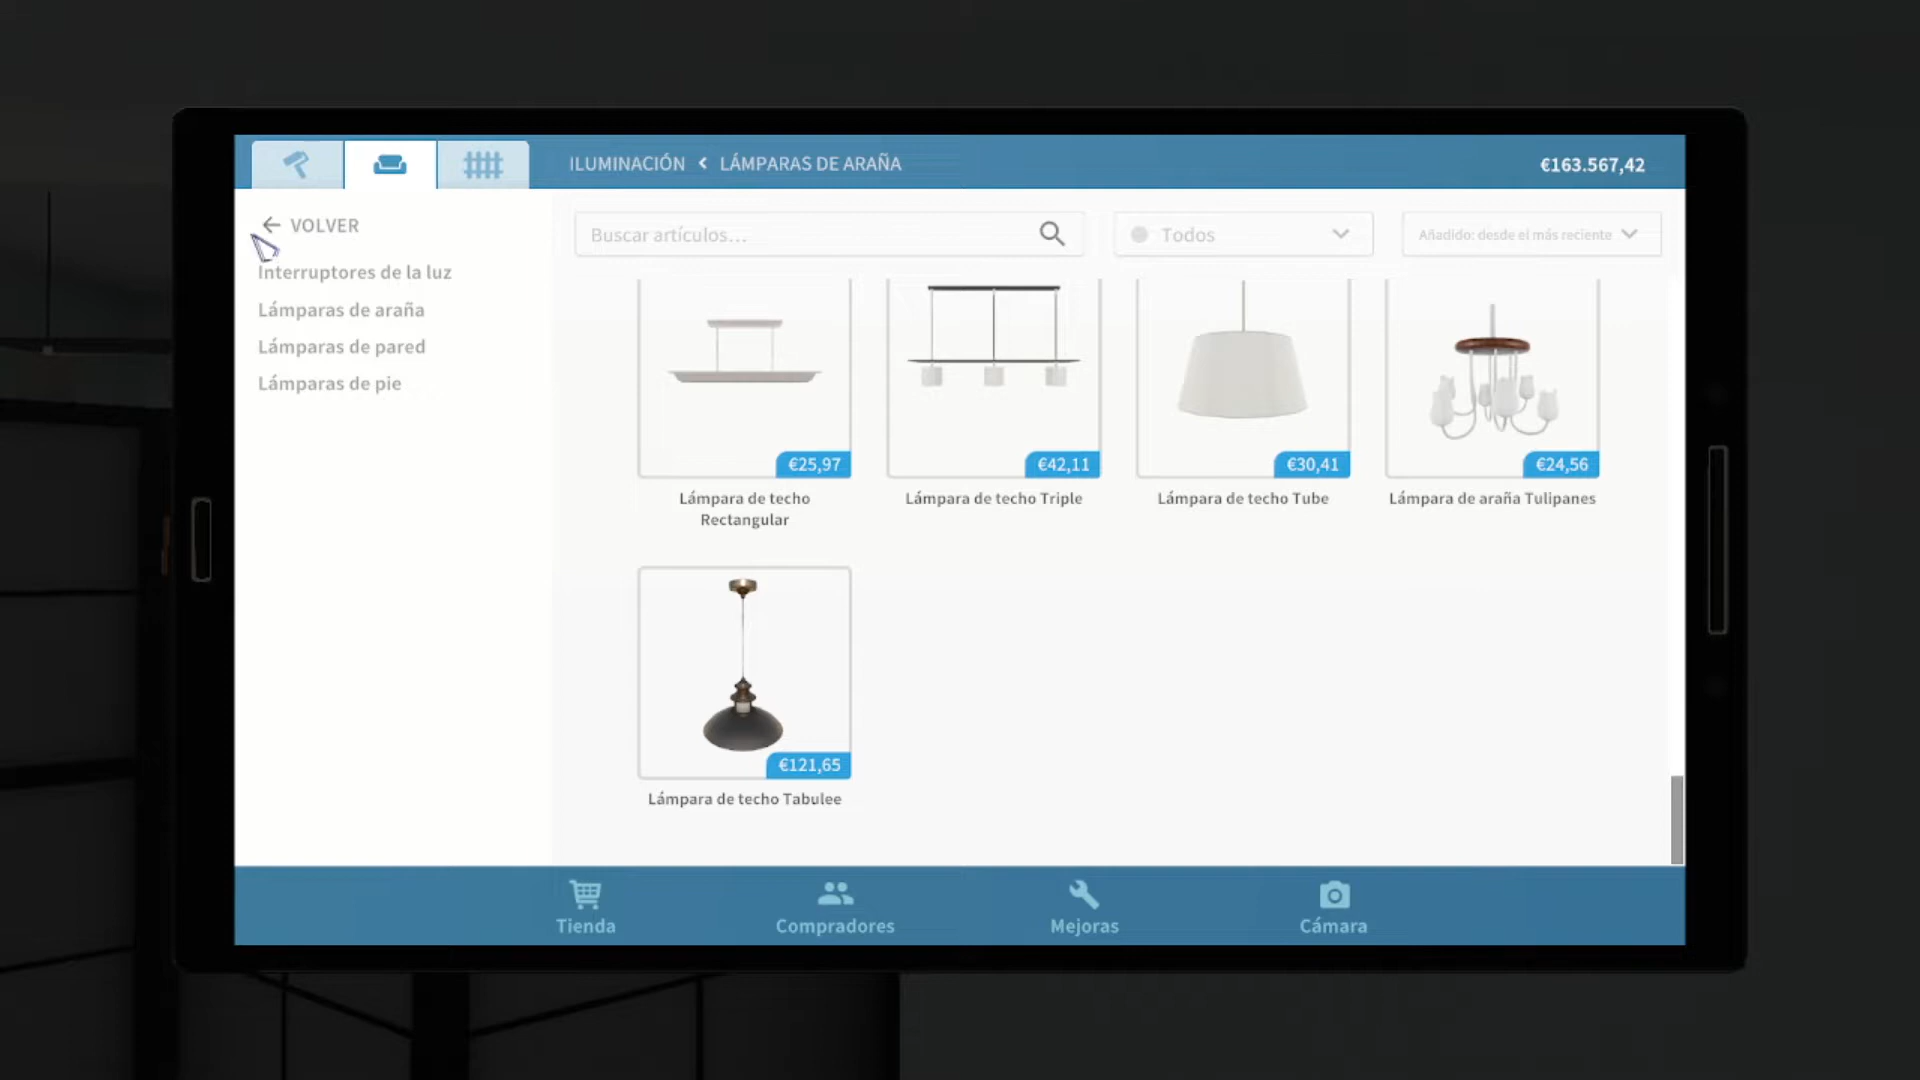 ILUMINACIÓN < LÁMPARAS DE ARAÑA
€163.567,42
VOLVER
Buscar artículos...
Todos
Añadido: desde el más reciente
Interruptores de la luz
Lámparas de araña
Lámparas de pared
Lámparas de pie
€25,97
€42,11
€30,41
€24,56
Lámpara de techo
Rectangular
Lámpara de techo Triple
Lámpara de techo Tube
Lámpara de araña Tulipanes
€121,65
Lámpara de techo Tabulee
Tienda
Compradores
Mejoras
Cámara